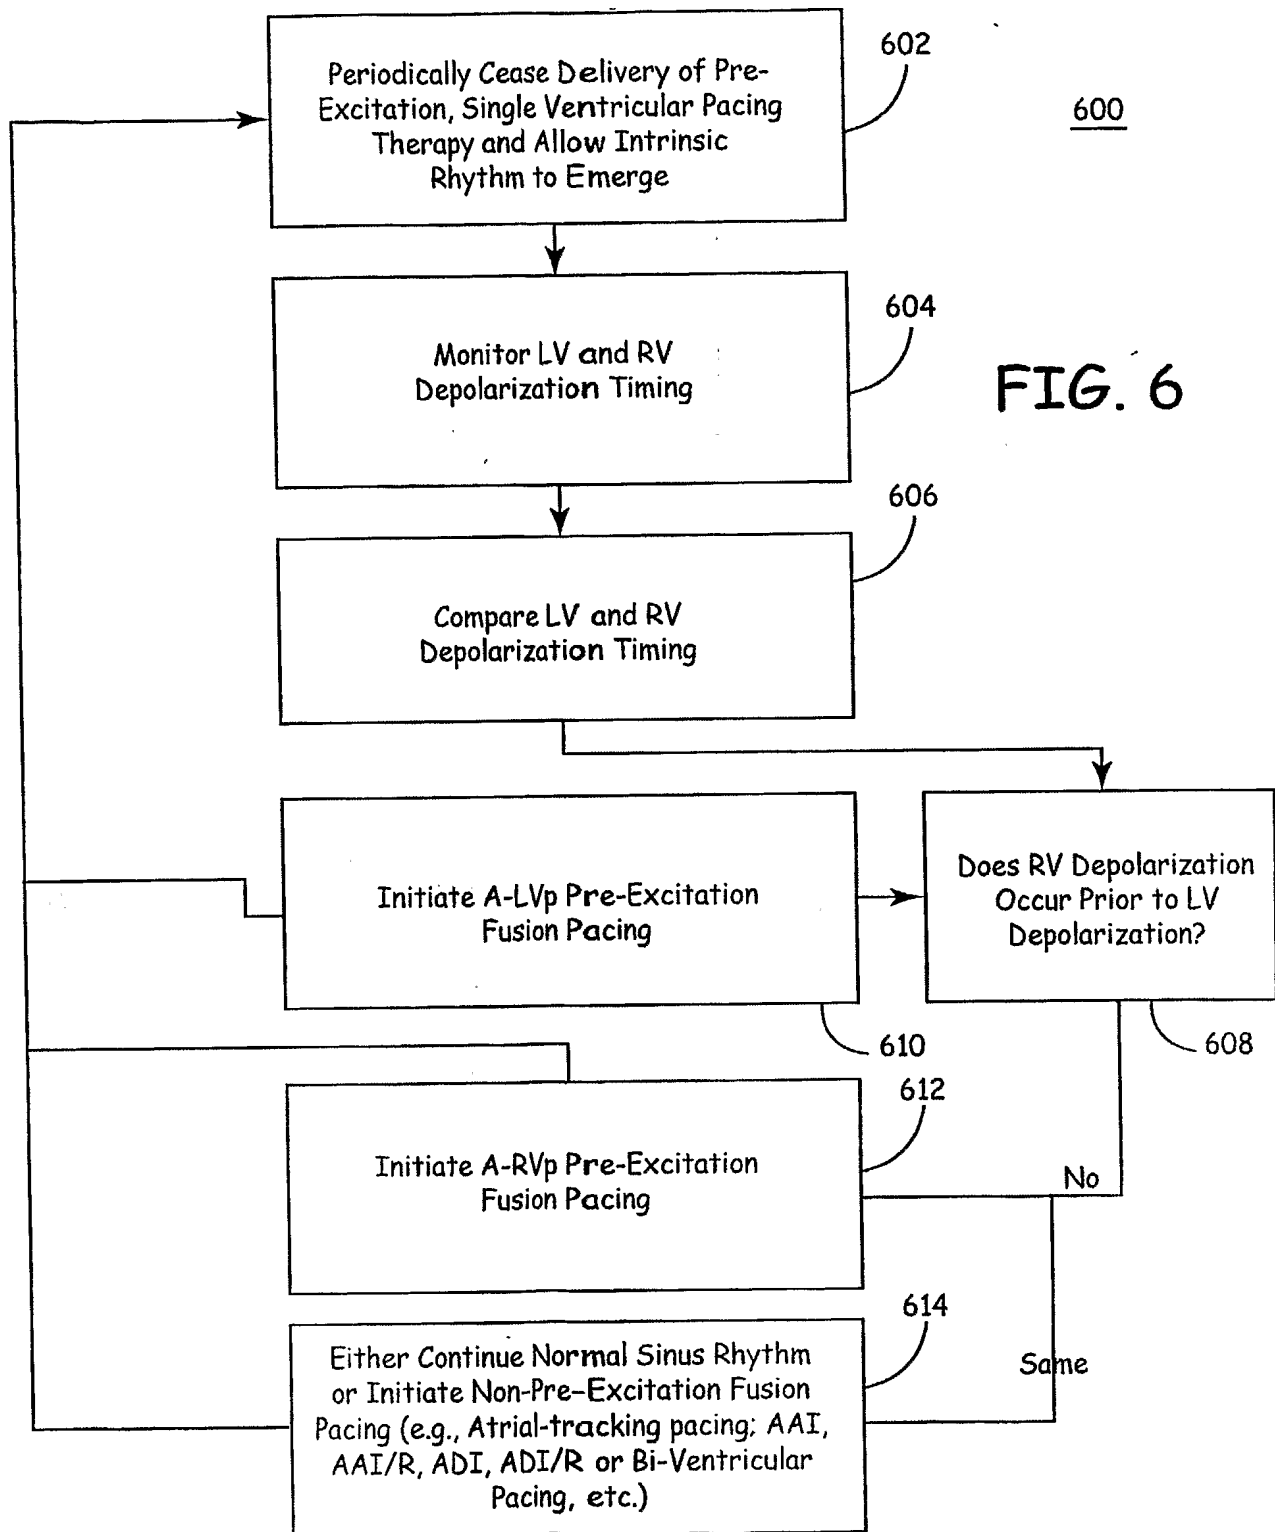 Periodically Cease Delivery of Pre-
Excitation, Single Ventricular Pacing
Therapy and Allow Intrinsic
Rhythm to Emerge
602
600
Monitor LV and RV
Depolarization Timing
604
FIG. 6
Compare LV and RV
Depolarization Timing
606
Initiate A-LVp Pre-Excitation
Fusion Pacing
610
Does RV Depolarization
Occur Prior to LV
Depolarization?
608
Initiate A-RVp Pre-Excitation
Fusion Pacing
612
No
Either Continue Normal Sinus Rhythm
or Initiate Non-Pre-Excitation Fusion
Pacing (e.g., Atrial-tracking pacing; AAI,
AAI/R, ADI, ADI/R or Bi-Ventricular
Pacing, etc.)
614
Same